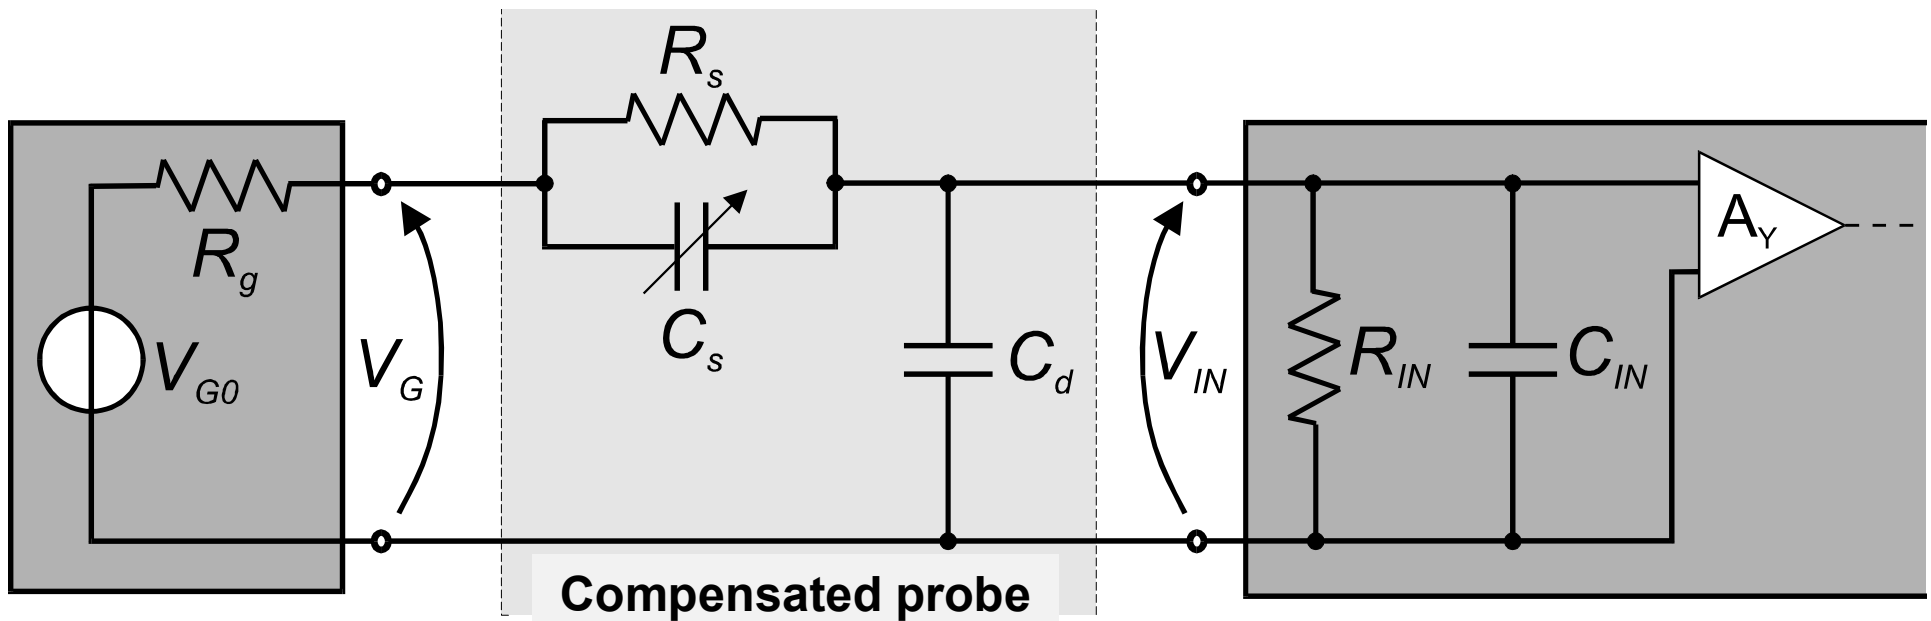 R_s
R_g
C_s
V_G0
V_G
C_d
V_IN
R_IN
C_IN
A_Y
Compensated probe